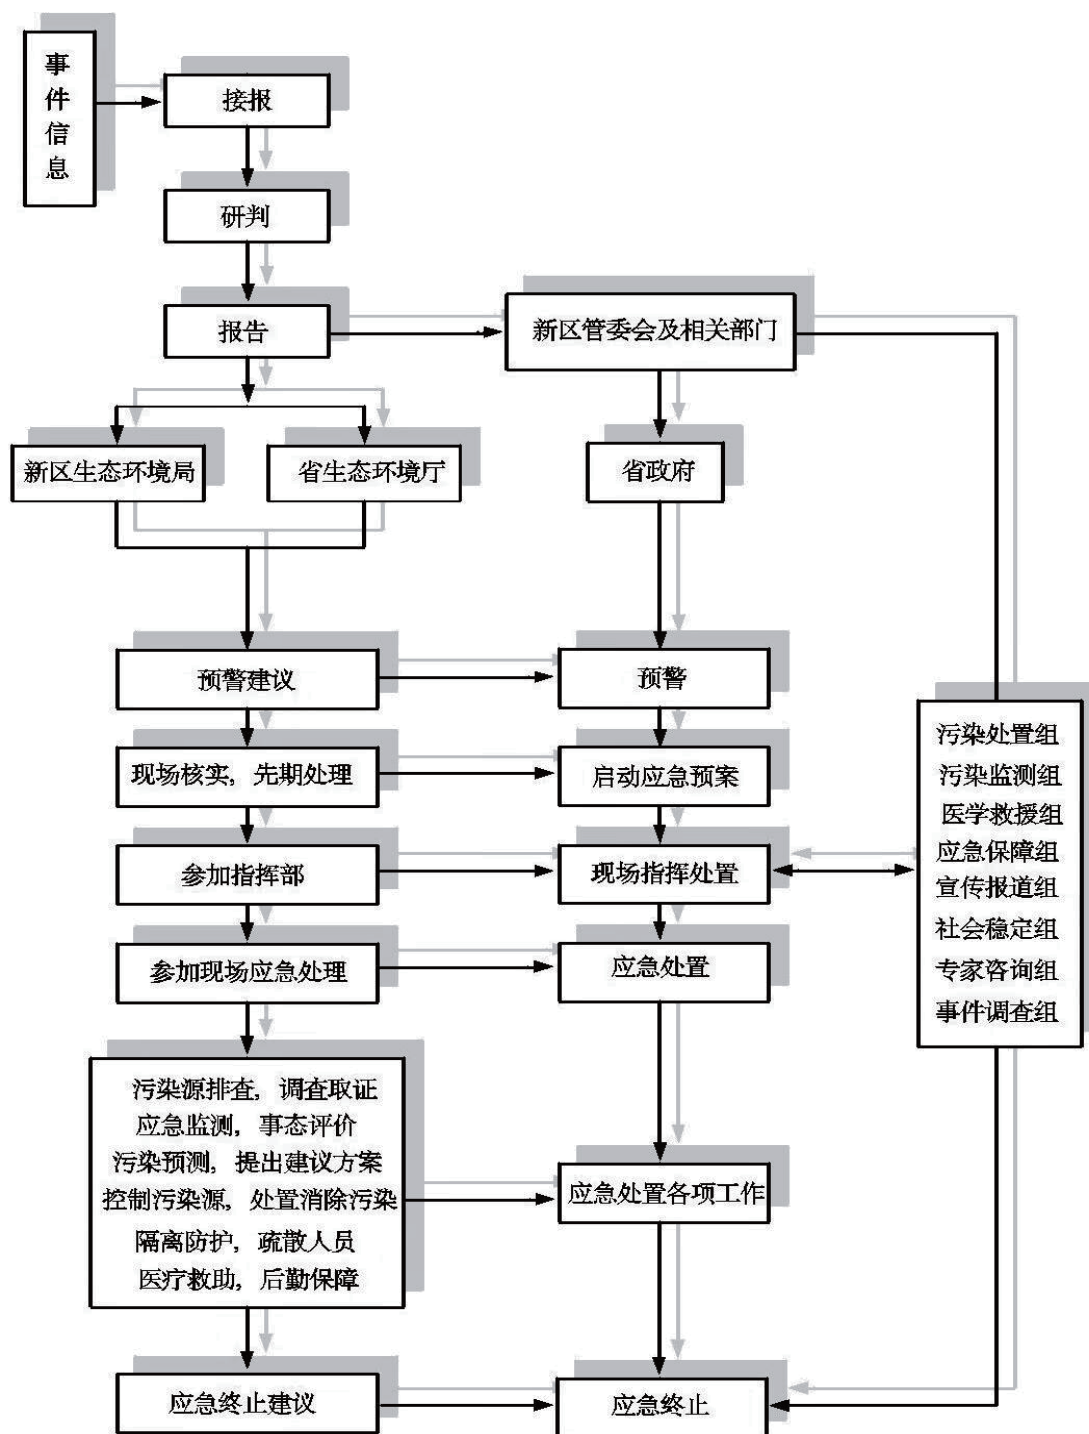 事
件
信
息
接报
研判
报告
新区管委会及相关部门
新区生态环境局
省生态环境厅
省政府
预警建议
预警
现场核实，先期处理
启动应急预案
参加指挥部
现场指挥处置
参加现场应急处理
应急处置
污染处置组
污染监测组
医学救援组
应急保障组
宣传报道组
社会稳定组
专家咨询组
事件调查组
污染源排查，调查取证
应急监测，事态评价
污染预测，提出建议方案
控制污染源，处置消除污染
隔离防护，疏散人员
医疗救助，后勤保障
应急处置各项工作
应急终止建议
应急终止